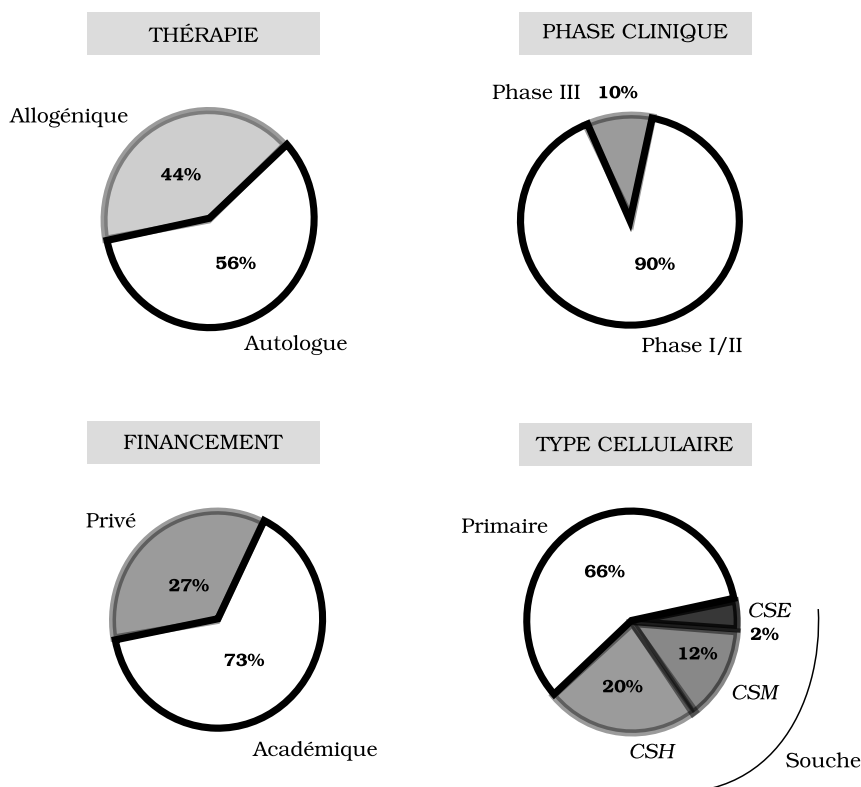 THÉRAPIE
Allogénique
44%
56%
Autologue
PHASE CLINIQUE
Phase III 10%
90%
Phase I/II
FINANCEMENT
Privé
27%
73%
Académique
TYPE CELLULAIRE
Primaire
66%
CSE
2%
12%
CSM
20%
CSH
Souche